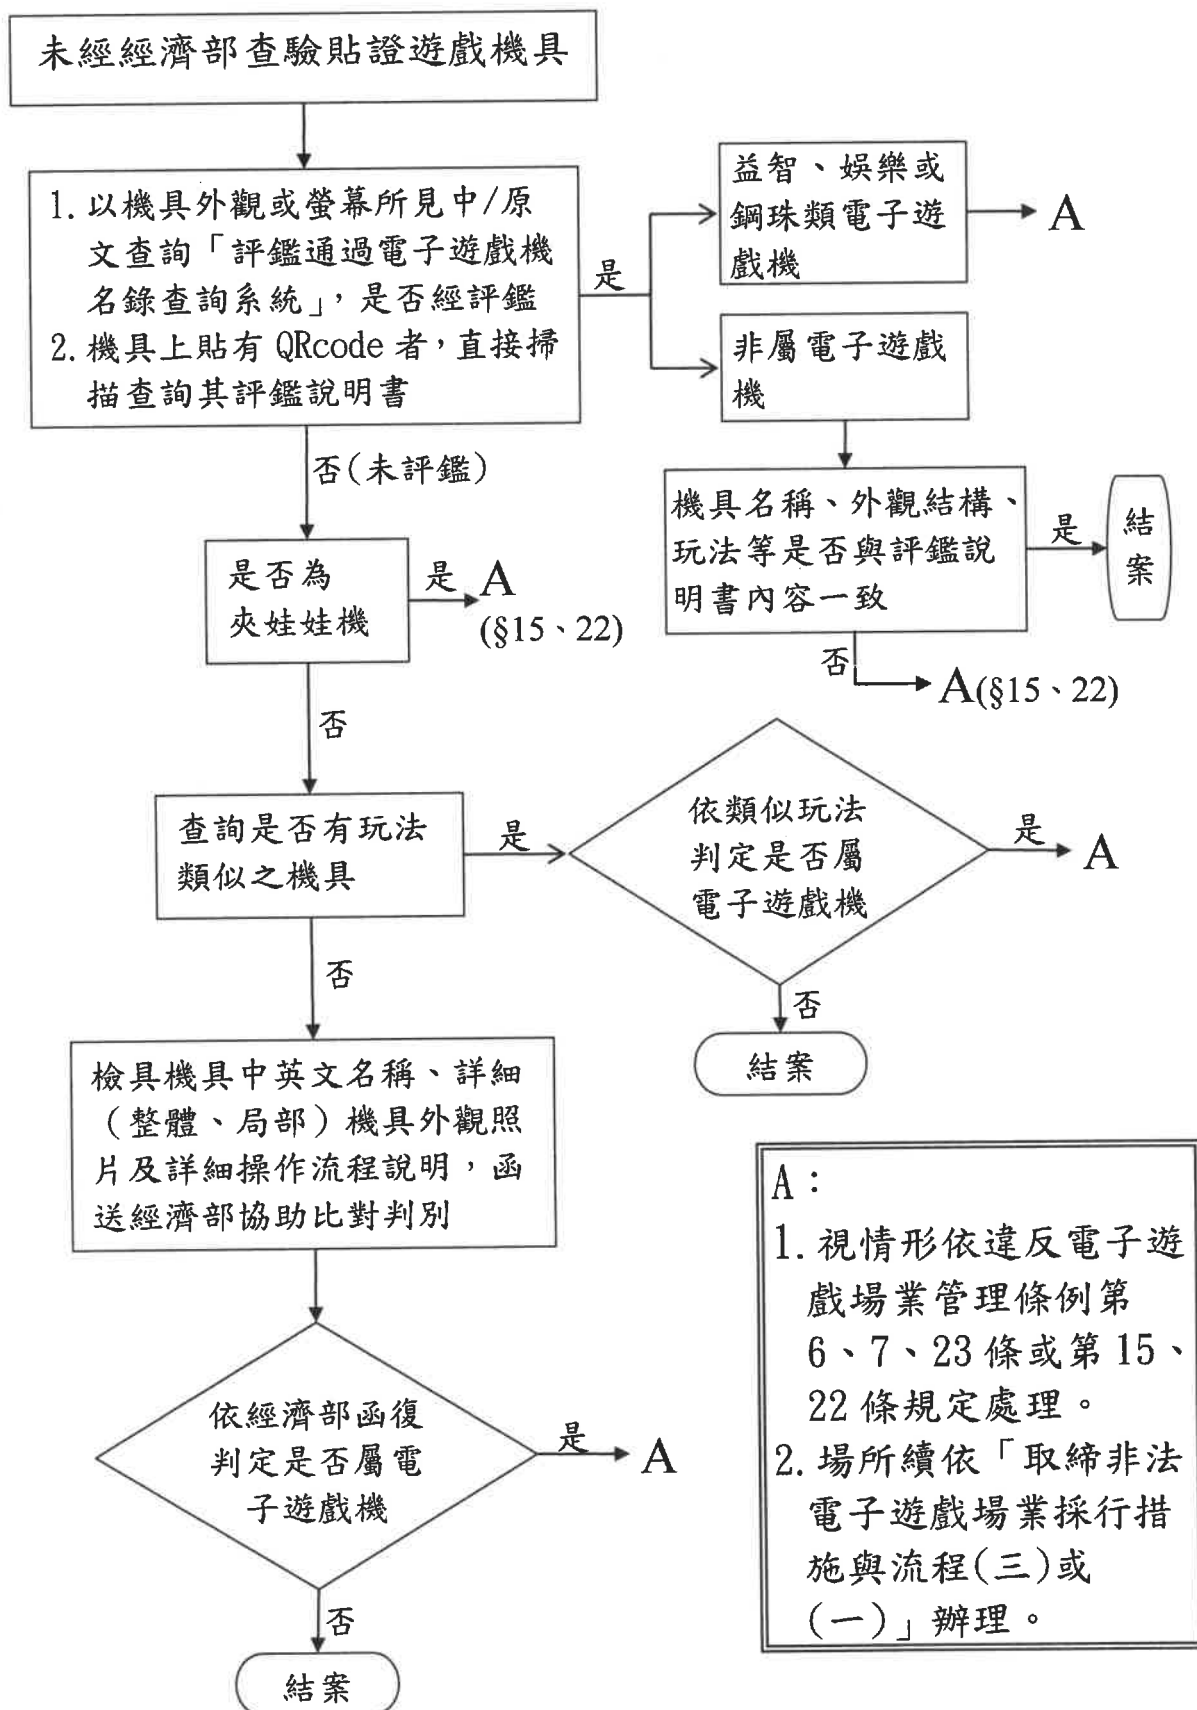 未經經濟部查驗貼證遊戲機具
1. 以機具外觀或螢幕所見中/原
文查詢「評鑑通過電子遊戲機
名錄查詢系統」，是否經評鑑
2. 機具上貼有 QRcode 者，直接掃
描查詢其評鑑說明書
是
益智、娛樂或
鋼珠類電子遊
戲機
A
非屬電子遊戲
機
否(未評鑑)
機具名稱、外觀結構、
玩法等是否與評鑑說
明書內容一致
是
結
案
否
A(§15、22)
是否為
夾娃娃機
是
A
(§15、22)
否
查詢是否有玩法
類似之機具
是
依類似玩法
判定是否屬
電子遊戲機
是
A
否
結案
否
檢具機具中英文名稱、詳細
（整體、局部）機具外觀照
片及詳細操作流程說明，函
送經濟部協助比對判別
依經濟部函復
判定是否屬電
子遊戲機
是
A
否
結案
A：
1. 視情形依違反電子遊
戲場業管理條例第
6、7、23 條或第 15、
22 條規定處理。
2. 場所續依「取締非法
電子遊戲場業採行措
施與流程(三)或
(一)」辦理。